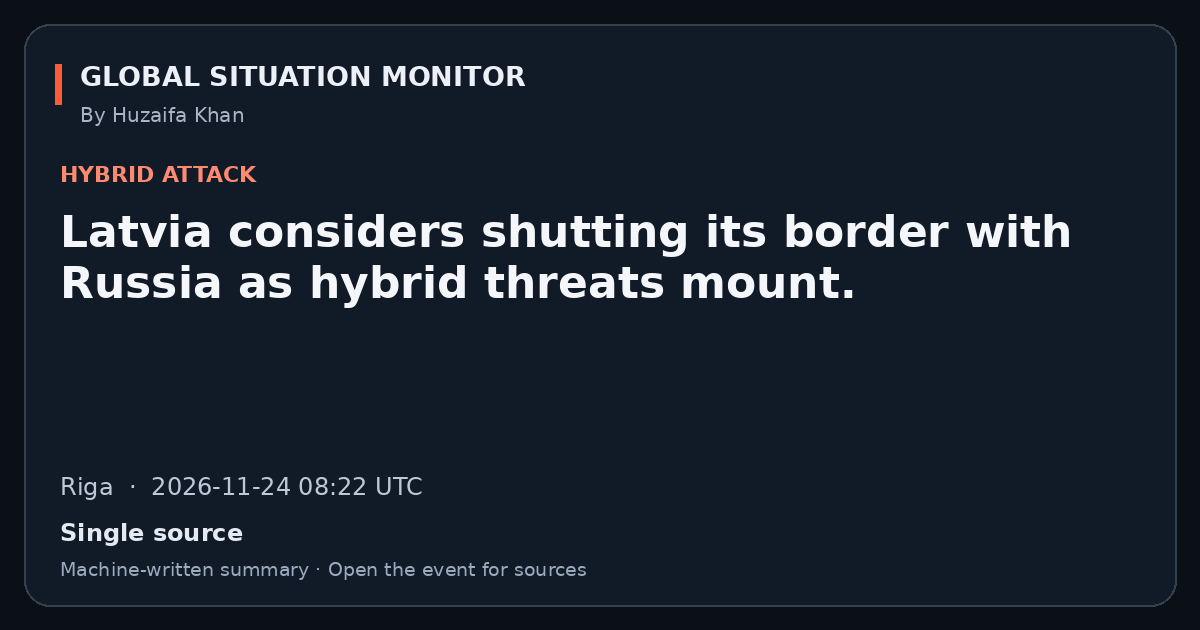 GLOBAL SITUATION MONITOR
By Huzaifa Khan
HYBRID ATTACK
Latvia considers shutting its border with
Russia as hybrid threats mount.
Riga · 2026-11-24 08:22 UTC
Single source
Machine-written summary · Open the event for sources